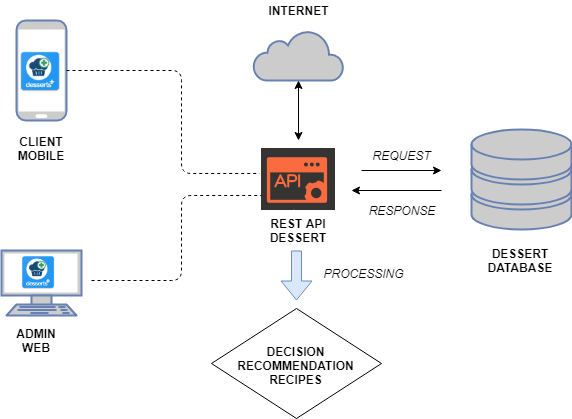 INTERNET
desserts+
CLIENT
MOBILE
REQUEST
API
RESPONSE
REST API
DESSERT
DESSERT
DATABASE
desserts+
PROCESSING
ADMIN
WEB
DECISION
RECOMMENDATION
RECIPES